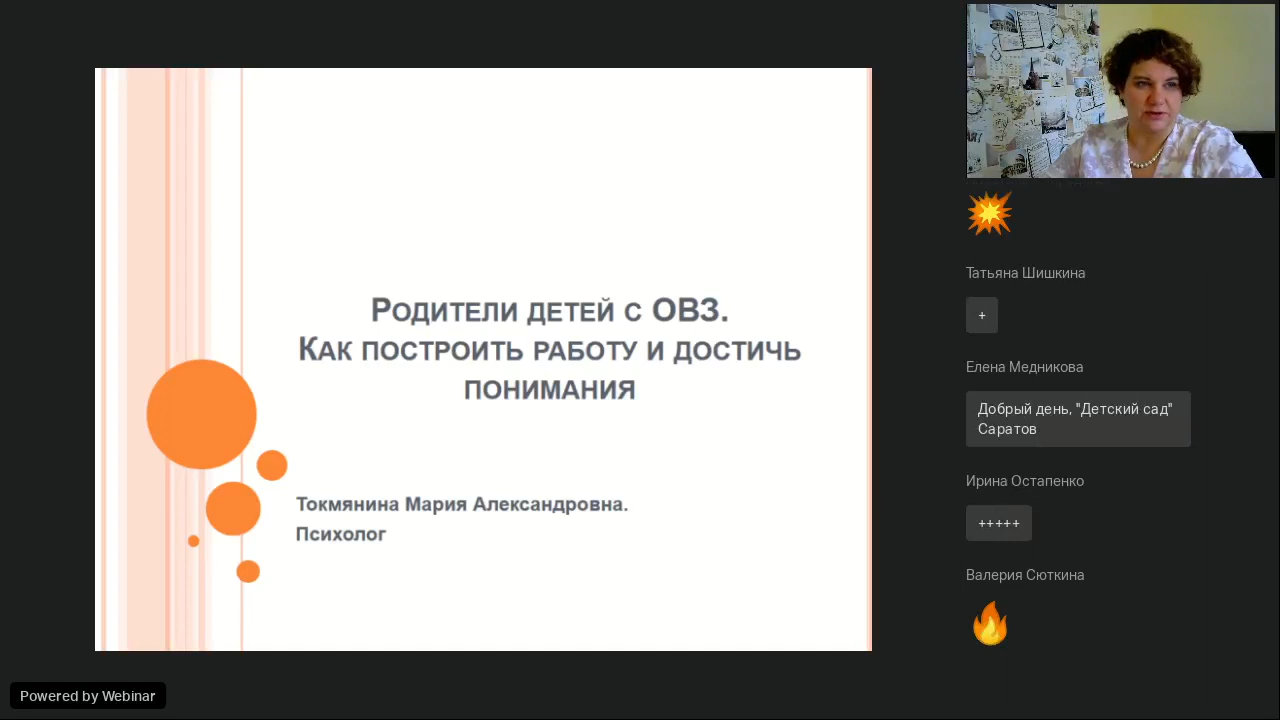 Родители детей с ОВЗ.
Как построить работу и достичь
понимания
Токмянина Мария Александровна.
Психолог
Татьяна Шишкина
+
Елена Медникова
Добрый день, "Детский сад"
Саратов
Ирина Остапенко
+++++
Валерия Сюткина
Powered by Webinar